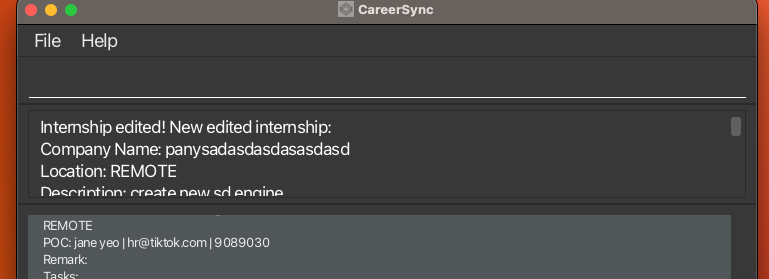 CareerSync
File Help
Internship edited! New edited internship:
Company Name: panysadasdasdasasdasd
Location: REMOTE
Description: create new sd engine
REMOTE
POC: jane yeo | hr@tiktok.com | 9089030
Remark:
Tasks: